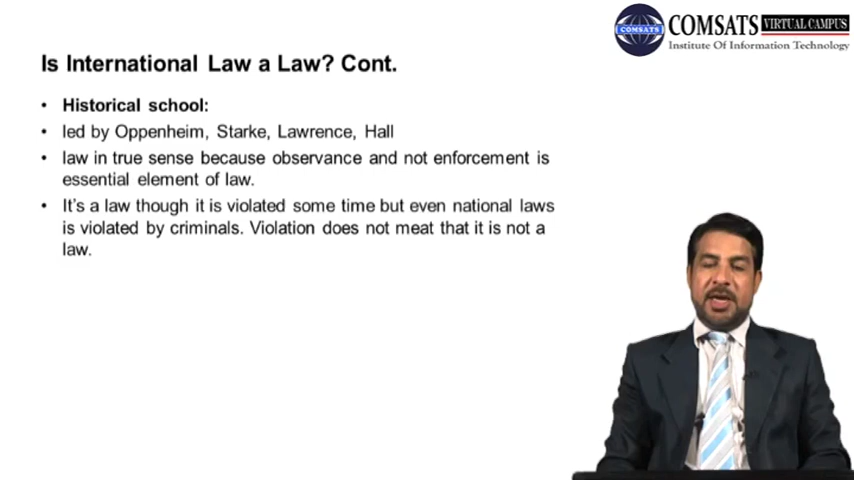 COMSATS VIRTUAL CAMPUS
COMSATS Institute Of Information Technology
Is International Law a Law? Cont.
• Historical school:
• led by Oppenheim, Starke, Lawrence, Hall
• law in true sense because observance and not enforcement is
essential element of law.
• It's a law though it is violated some time but even national laws
is violated by criminals. Violation does not meat that it is not a
law.